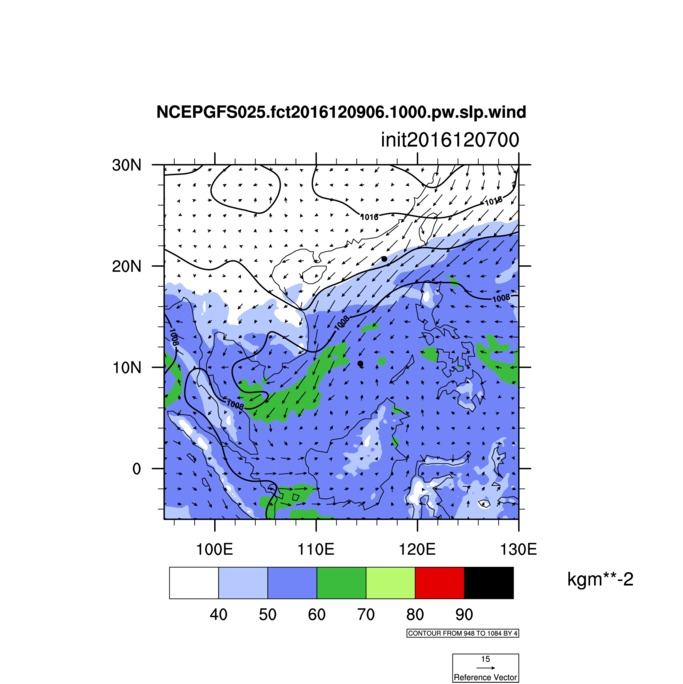 NCEPGFS025.fct2016120906.1000.pw.slp.wind
init2016120700
30N
20N
10N
0
1016
1016
1008
1008
1008
1008
100E 110E 120E 130E
kgm**-2
40 50 60 70 80 90
CONTOUR FROM 948 TO 1084 BY 4
15
Reference Vector